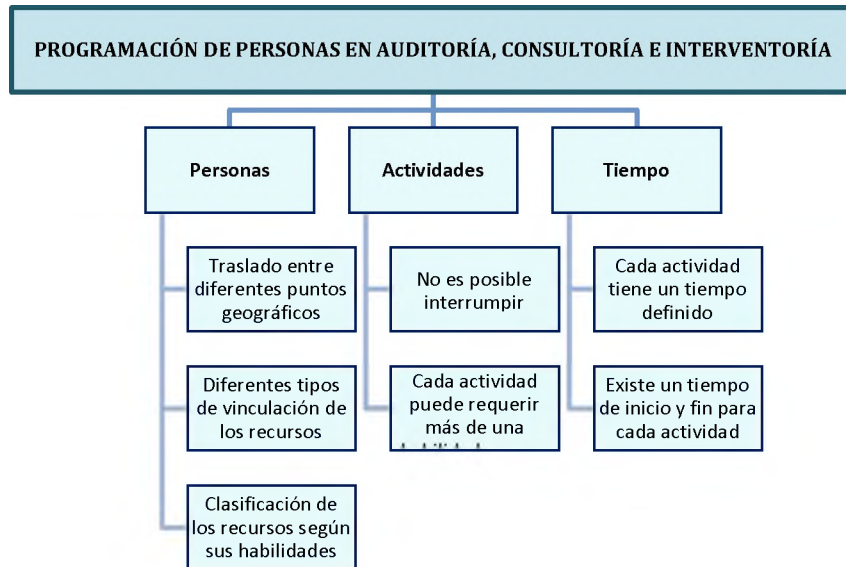 PROGRAMACIÓN DE PERSONAS EN AUDITORÍA, CONSULTORÍA E INTERVENTORÍA
Personas
Traslado entre
diferentes puntos
geográficos
Diferentes tipos
de vinculación de
los recursos
Clasificación de
los recursos según
sus habilidades
Actividades
No es posible
interrumpir
Cada actividad
puede requerir
más de una
Tiempo
Cada actividad
tiene un tiempo
definido
Existe un tiempo
de inicio y fin para
cada actividad